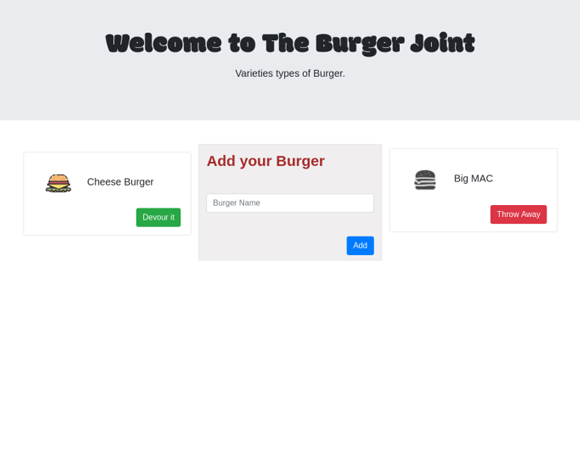 Welcome to The Burger Joint
Varieties types of Burger.
Cheese Burger
Devour it
Add your Burger
Burger Name
Add
Big MAC
Throw Away